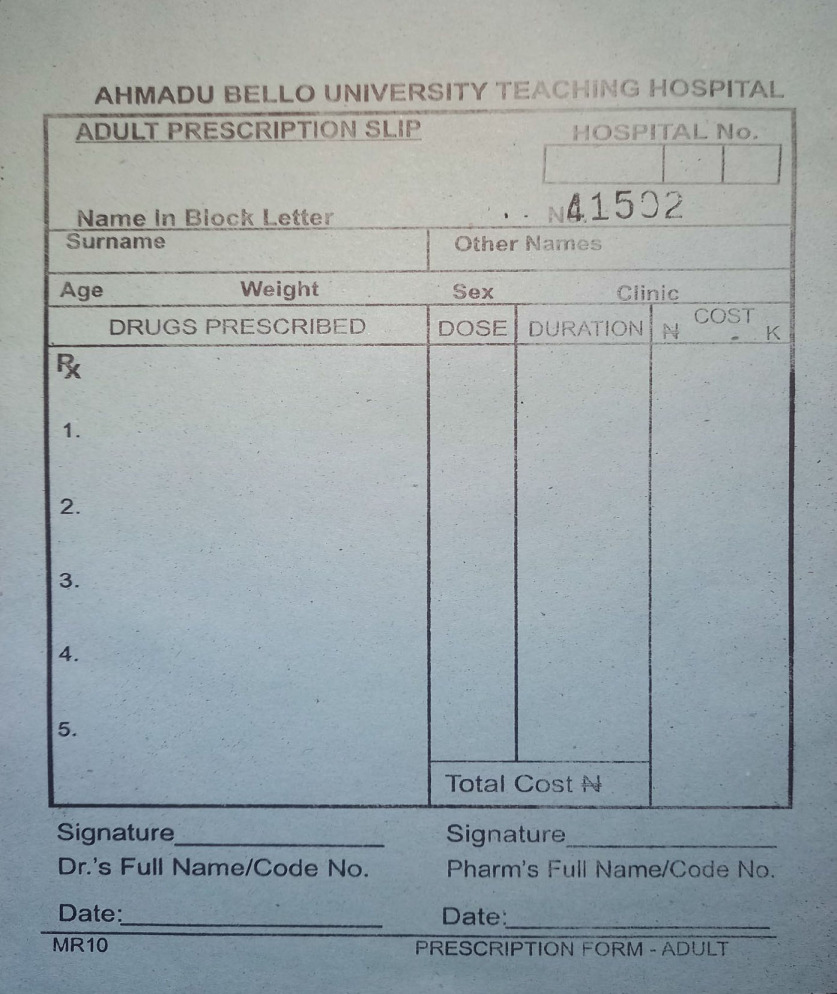 AHMADU BELLO UNIVERSITY TEACHING HOSPITAL
ADULT PRESCRIPTION SLIP HOSPITAL No.
Name In Block Letter
Surname Other Names
Age Weight Sex Clinic
DRUGS PRESCRIBED DOSE DURATION COST
₦ K
℞
1.
2.
3.
4.
5.
Total Cost ₦
Signature Signature
Dr.'s Full Name/Code No. Pharm's Full Name/Code No.
Date: Date:
MR10 PRESCRIPTION FORM - ADULT